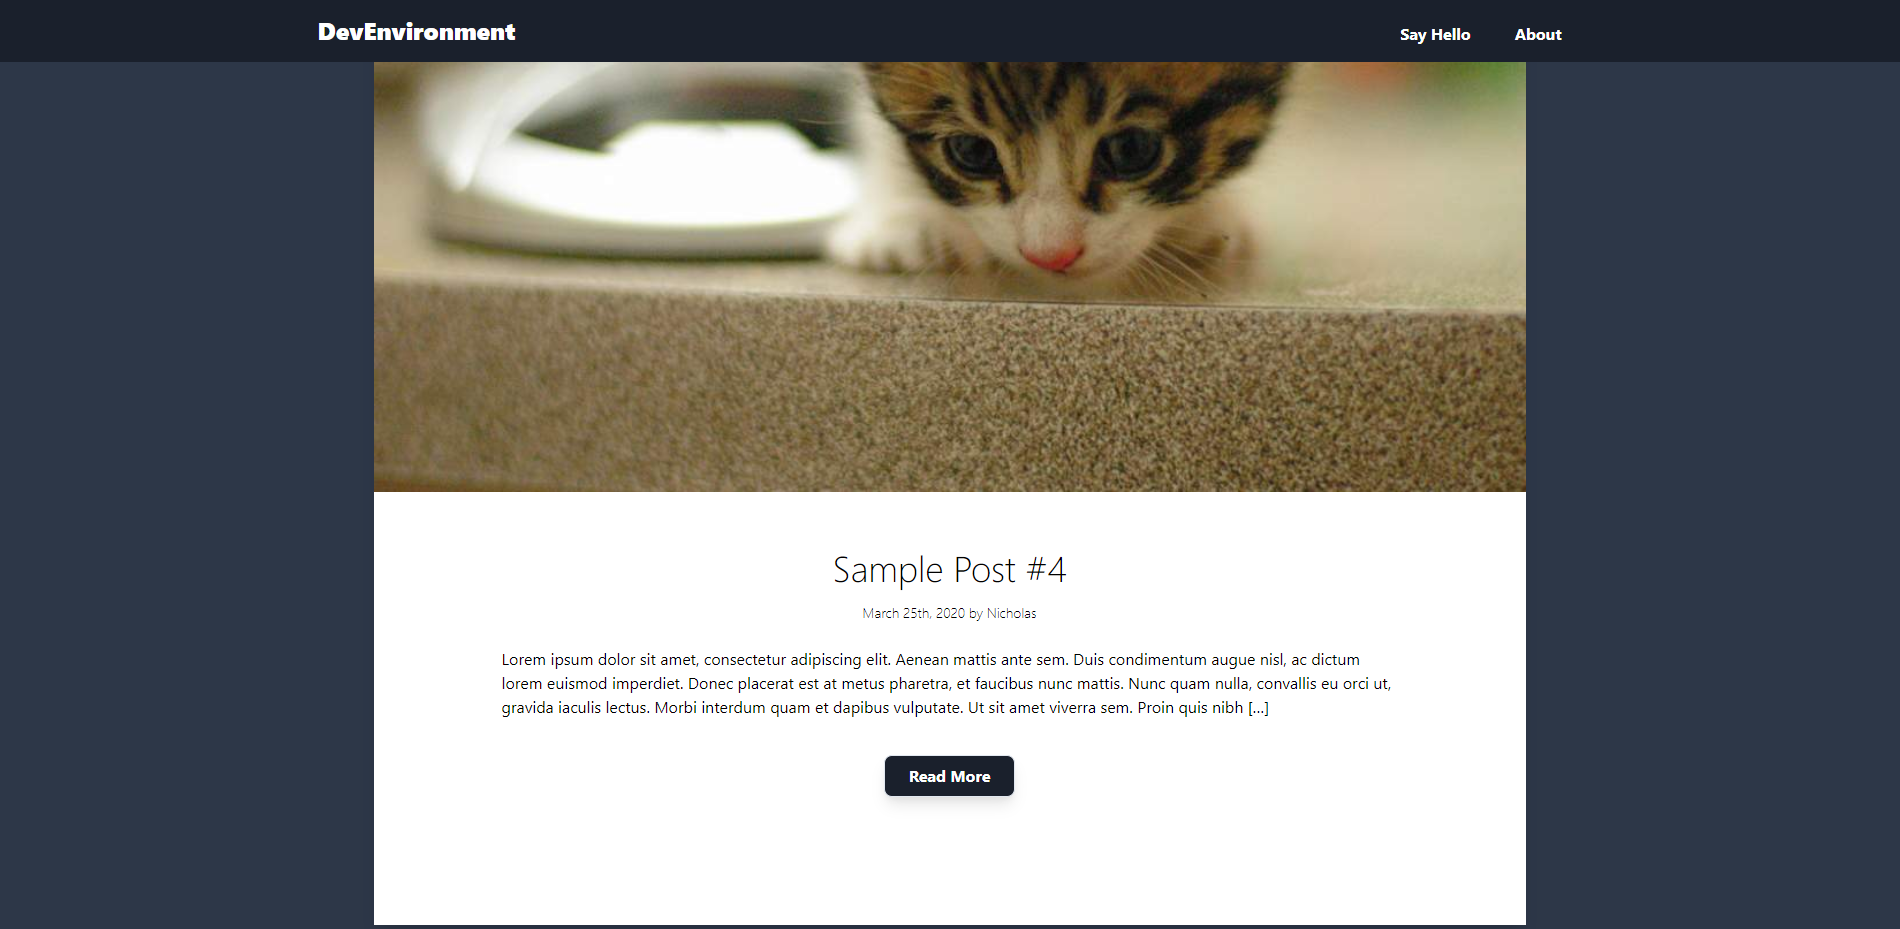 DevEnvironment
Say Hello
About
Sample Post #4
March 25th, 2020 by Nicholas
Lorem ipsum dolor sit amet, consectetur adipiscing elit. Aenean mattis ante sem. Duis condimentum augue nisl, ac dictum
lorem euismod imperdiet. Donec placerat est at metus pharetra, et faucibus nunc mattis. Nunc quam nulla, convallis eu orci ut,
gravida iaculis lectus. Morbi interdum quam et dapibus vulputate. Ut sit amet viverra sem. Proin quis nibh [...]
Read More